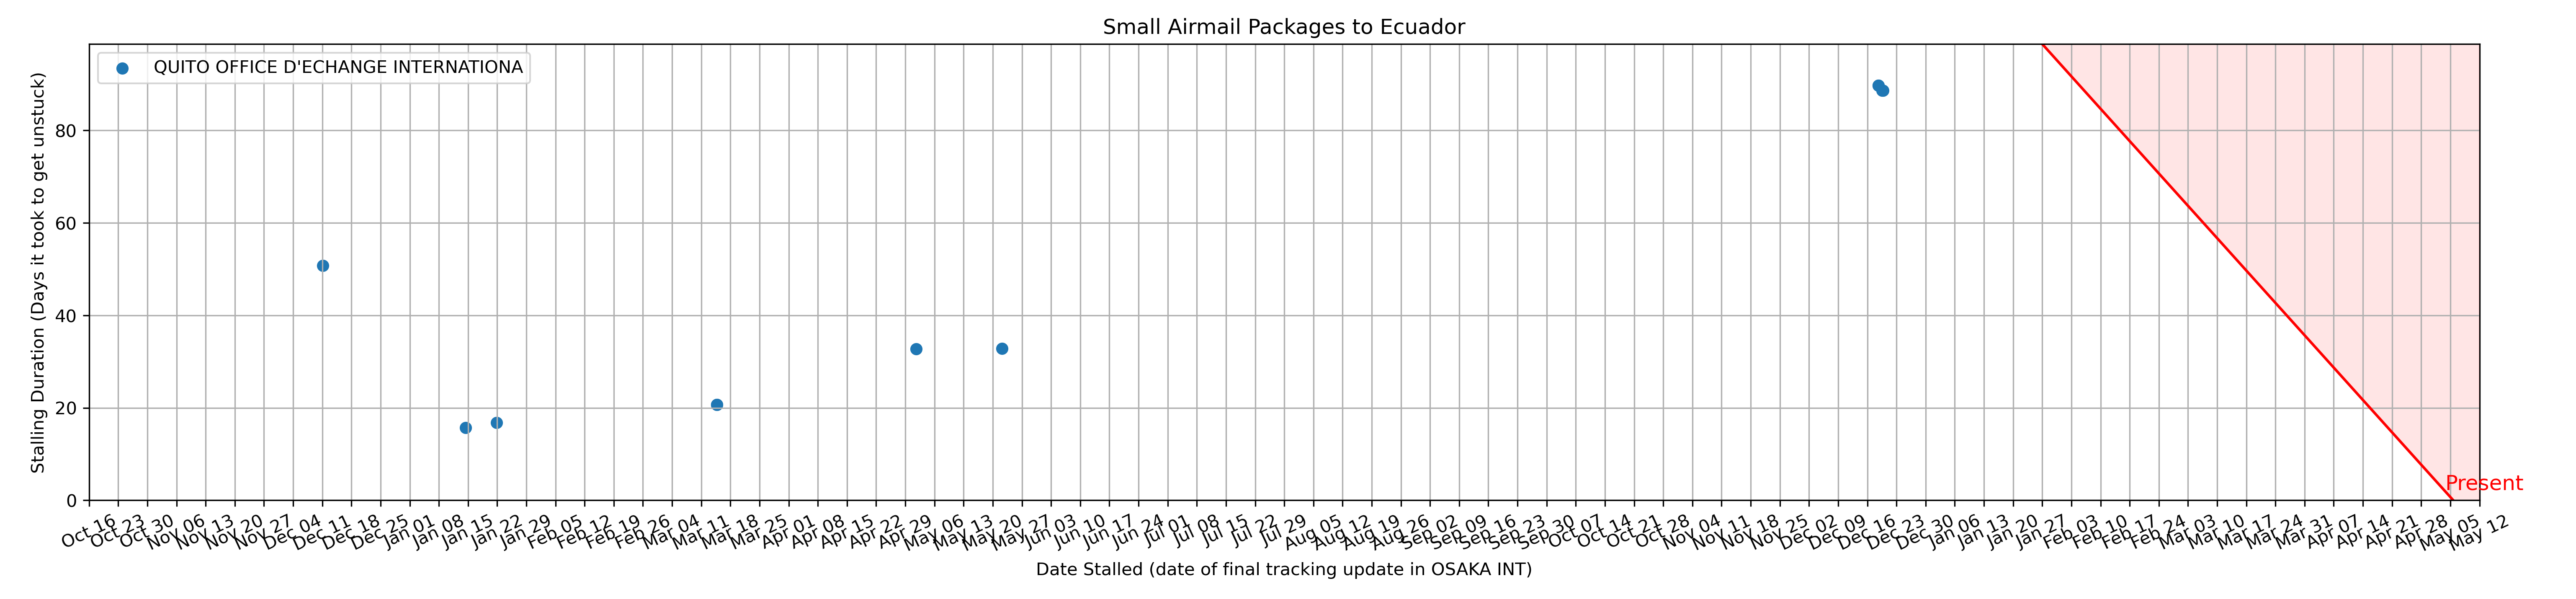 Small Airmail Packages to Ecuador
QUITO OFFICE D'ECHANGE INTERNATIONA
Stalling Duration (Days it took to get unstuck)
80
60
40
20
0
Present
Oct 16
Oct 23
Oct 30
Nov 06
Nov 13
Nov 20
Nov 27
Dec 04
Dec 11
Dec 18
Dec 25
Jan 01
Jan 08
Jan 15
Jan 22
Jan 29
Feb 05
Feb 12
Feb 19
Feb 26
Mar 04
Mar 11
Mar 18
Mar 25
Apr 01
Apr 08
Apr 15
Apr 22
Apr 29
May 06
May 13
May 20
May 27
Jun 03
Jun 10
Jun 17
Jun 24
Jul 01
Jul 08
Jul 15
Jul 22
Jul 29
Aug 05
Aug 12
Aug 19
Aug 26
Sep 02
Sep 09
Sep 16
Sep 23
Sep 30
Oct 07
Oct 14
Oct 21
Oct 28
Nov 04
Nov 11
Nov 18
Nov 25
Dec 02
Dec 09
Dec 16
Dec 23
Dec 30
Jan 06
Jan 13
Jan 20
Jan 27
Feb 03
Feb 10
Feb 17
Feb 24
Mar 03
Mar 10
Mar 17
Mar 24
Mar 31
Apr 07
Apr 14
Apr 21
Apr 28
May 05
May 12
Date Stalled (date of final tracking update in OSAKA INT)